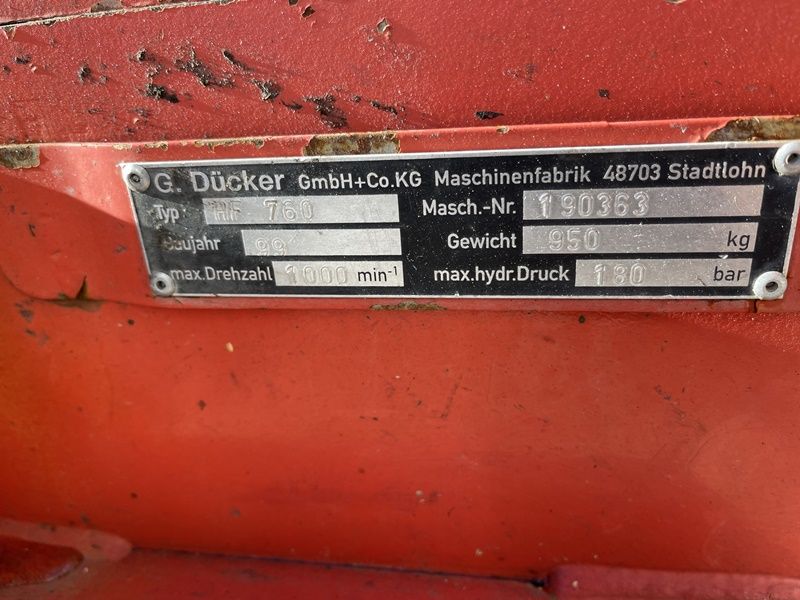 G. Dücker GmbH+Co.KG Maschinenfabrik 48703 Stadtlohn
Typ HF 760 Masch.-Nr. 190363
Baujahr 99 Gewicht 950 kg
max.Drehzahl 1000 min-1 max.hydr.Druck 180 bar